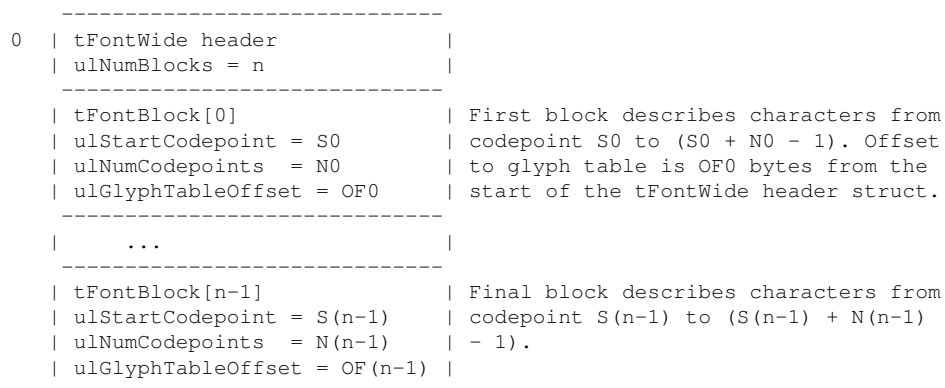 ------------------------------
0   | tFontWide header             |
    | ulNumBlocks = n              |
    ------------------------------
    | tFontBlock[0]                | First block describes characters from
    | ulStartCodepoint = S0        | codepoint S0 to (S0 + N0 - 1). Offset
    | ulNumCodepoints  = N0        | to glyph table is OF0 bytes from the
    | ulGlyphTableOffset = OF0     | start of the tFontWide header struct.
    ------------------------------
    |     ...                      |
    ------------------------------
    | tFontBlock[n-1]              | Final block describes characters from
    | ulStartCodepoint = S(n-1)    | codepoint S(n-1) to (S(n-1) + N(n-1)
    | ulNumCodepoints  = N(n-1)    | - 1).
    | ulGlyphTableOffset = OF(n-1) |